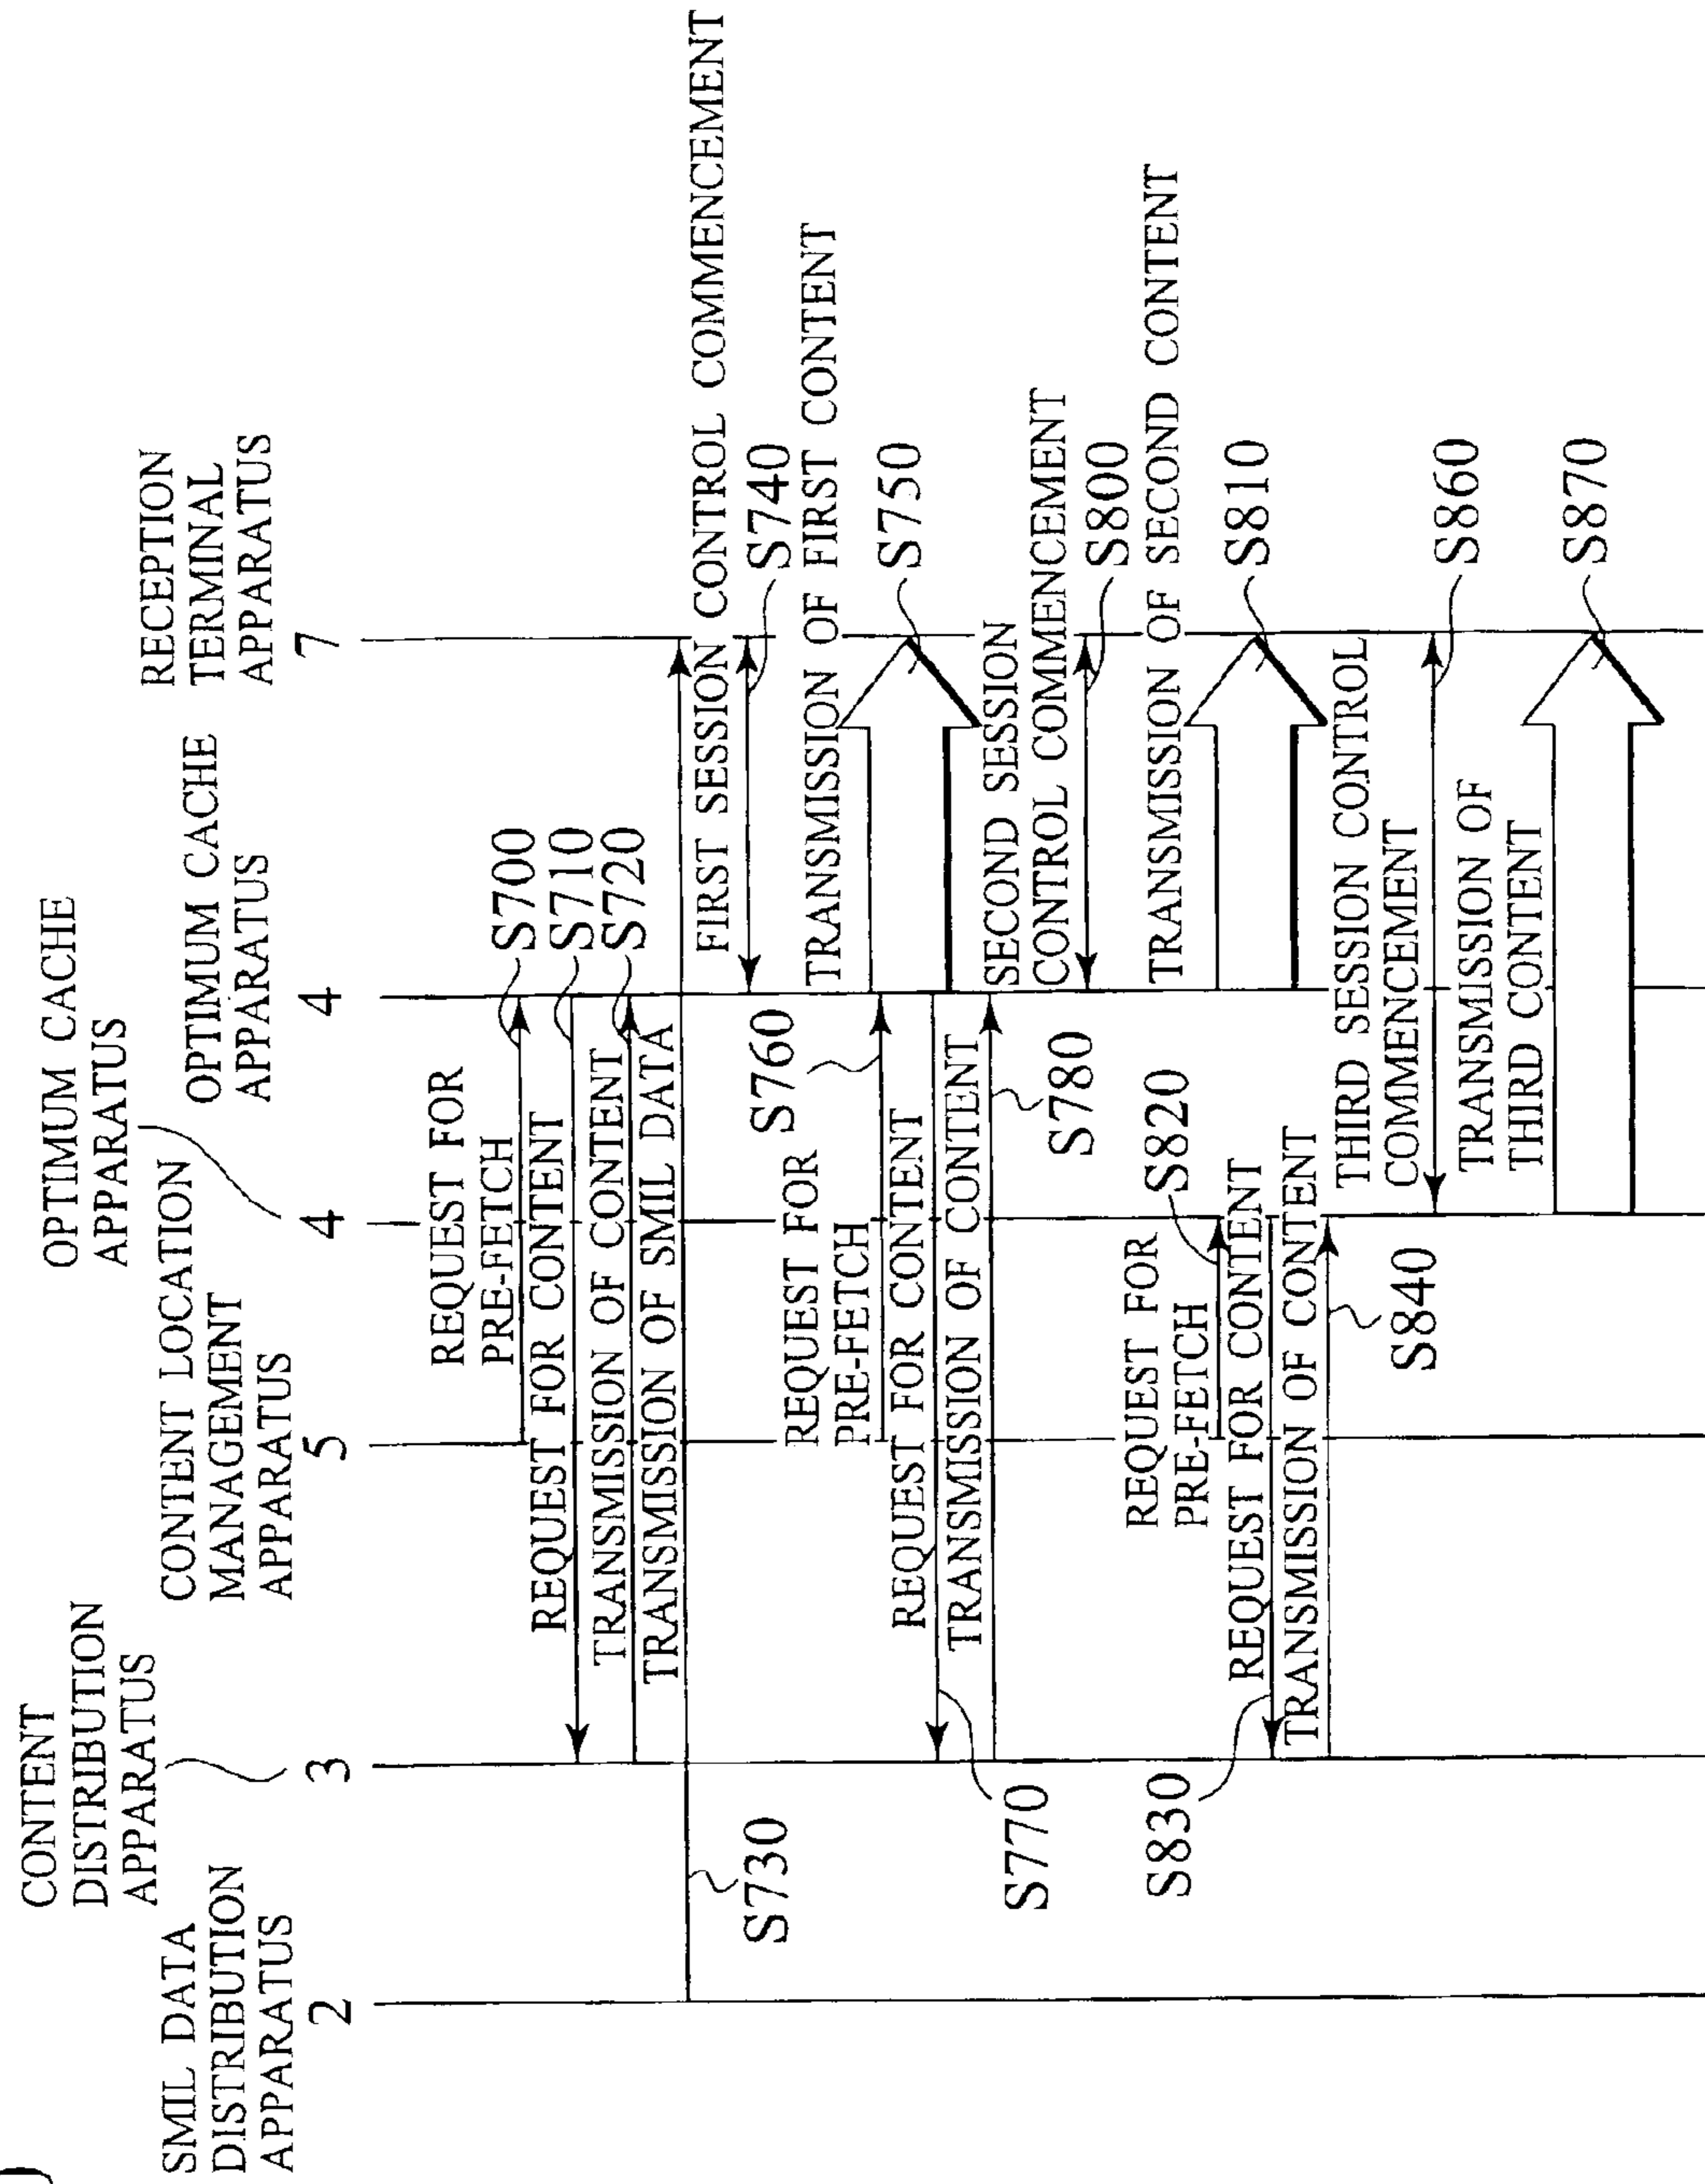 CONTENT
DISTRIBUTION
APPARATUS
3
OPTIMUM CACHE
APPARATUS
4
SMIL DATA
DISTRIBUTION
APPARATUS
2
CONTENT LOCATION
MANAGEMENT
APPARATUS
5
OPTIMUM CACHE
APPARATUS
4
RECEPTION
TERMINAL
APPARATUS
7
REQUEST FOR
PRE-FETCH
S700
REQUEST FOR CONTENT
S710
TRANSMISSION OF CONTENT
S720
TRANSMISSION OF SMIL DATA
S730
FIRST SESSION CONTROL COMMENCEMENT
S740
TRANSMISSION OF FIRST CONTENT
S750
REQUEST FOR
PRE-FETCH
S760
REQUEST FOR CONTENT
S770
TRANSMISSION OF CONTENT
S780
SECOND SESSION
CONTROL COMMENCEMENT
S800
TRANSMISSION OF SECOND CONTENT
S810
REQUEST FOR
PRE-FETCH
S820
REQUEST FOR CONTENT
S830
TRANSMISSION OF CONTENT
S840
THIRD SESSION CONTROL
COMMENCEMENT
S860
TRANSMISSION OF
THIRD CONTENT
S870